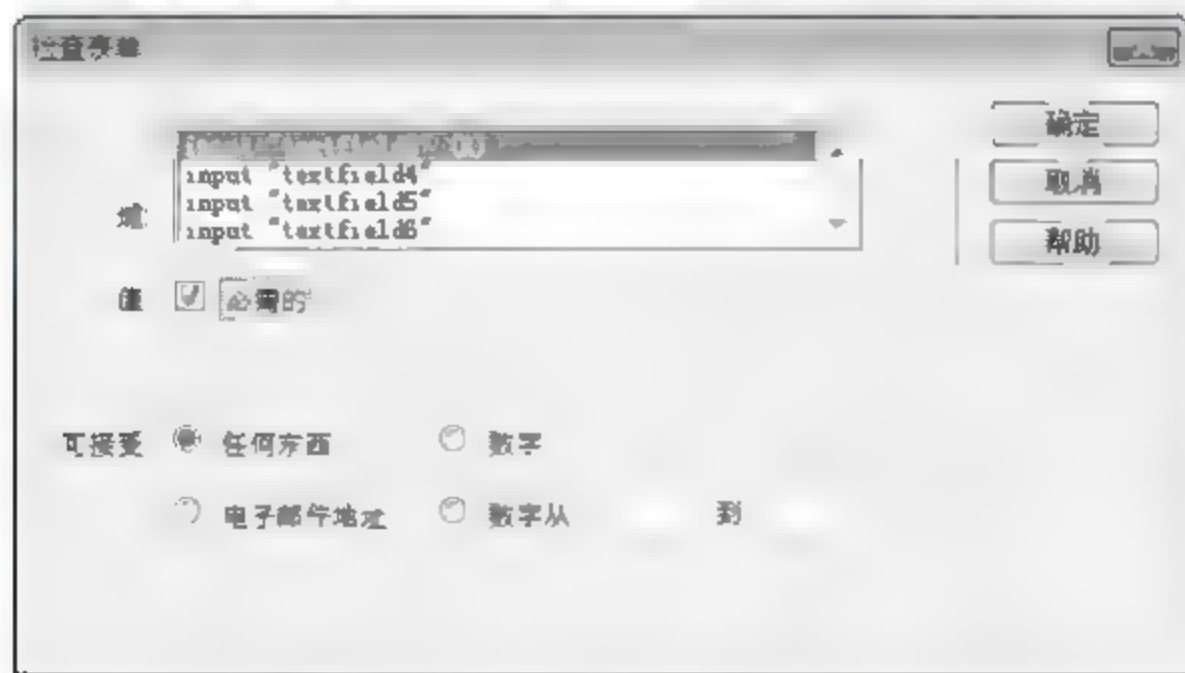 检查表单
确定
input "textfield4"
取消
域:
input "textfield5"
input "textfield6"
帮助
值 必需的
可接受 任何东西 数字
电子邮件地址 数字从 到